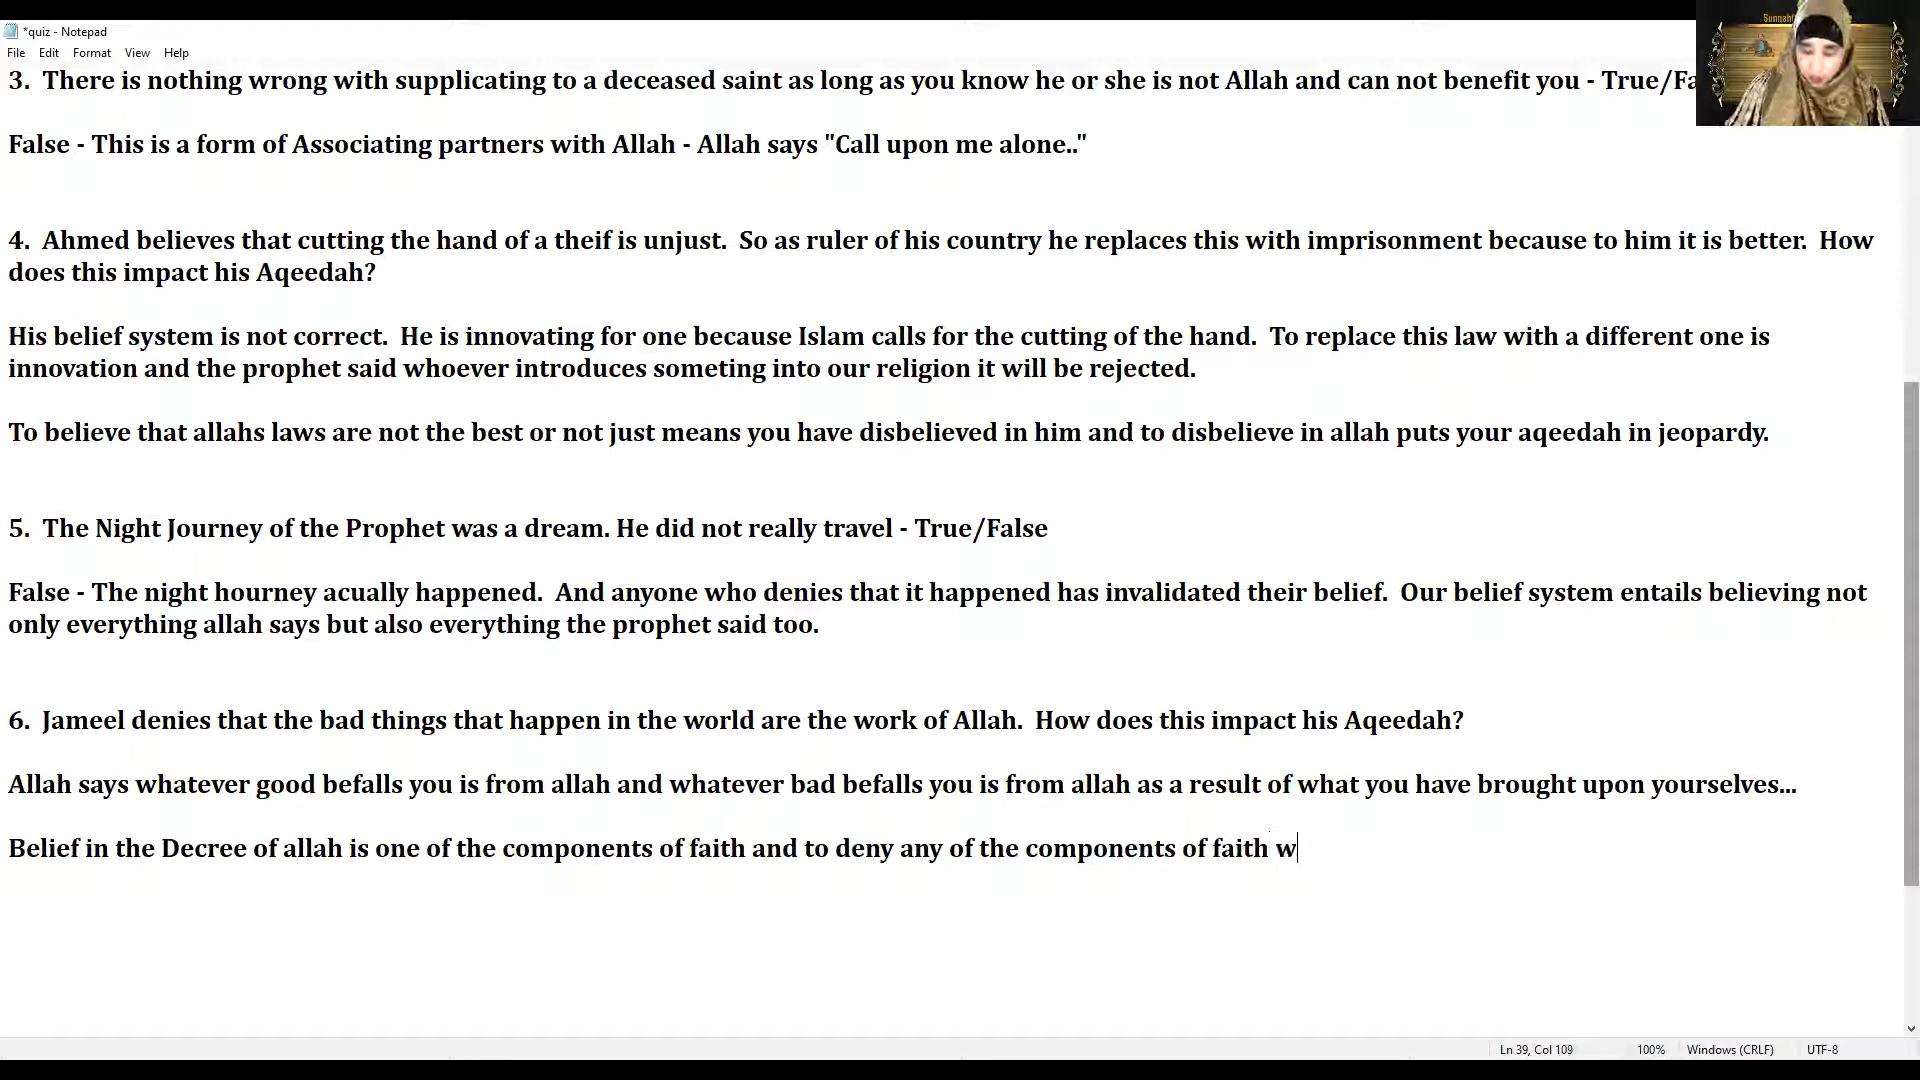 *quiz - Notepad
File Edit Format View Help
3.  There is nothing wrong with supplicating to a deceased saint as long as you know he or she is not Allah and can not benefit you - True/Fa
False - This is a form of Associating partners with Allah - Allah says "Call upon me alone.."
4.  Ahmed believes that cutting the hand of a theif is unjust.  So as ruler of his country he replaces this with imprisonment because to him it is better.  How
does this impact his Aqeedah?
His belief system is not correct.  He is innovating for one because Islam calls for the cutting of the hand.  To replace this law with a different one is
innovation and the prophet said whoever introduces someting into our religion it will be rejected.
To believe that allahs laws are not the best or not just means you have disbelieved in him and to disbelieve in allah puts your aqeedah in jeopardy.
5.  The Night Journey of the Prophet was a dream. He did not really travel - True/False
False - The night hourney acually happened.  And anyone who denies that it happened has invalidated their belief.  Our belief system entails believing not
only everything allah says but also everything the prophet said too.
6.  Jameel denies that the bad things that happen in the world are the work of Allah.  How does this impact his Aqeedah?
Allah says whatever good befalls you is from allah and whatever bad befalls you is from allah as a result of what you have brought upon yourselves...
Belief in the Decree of allah is one of the components of faith and to deny any of the components of faith w
Ln 39, Col 109 100% Windows (CRLF) UTF-8